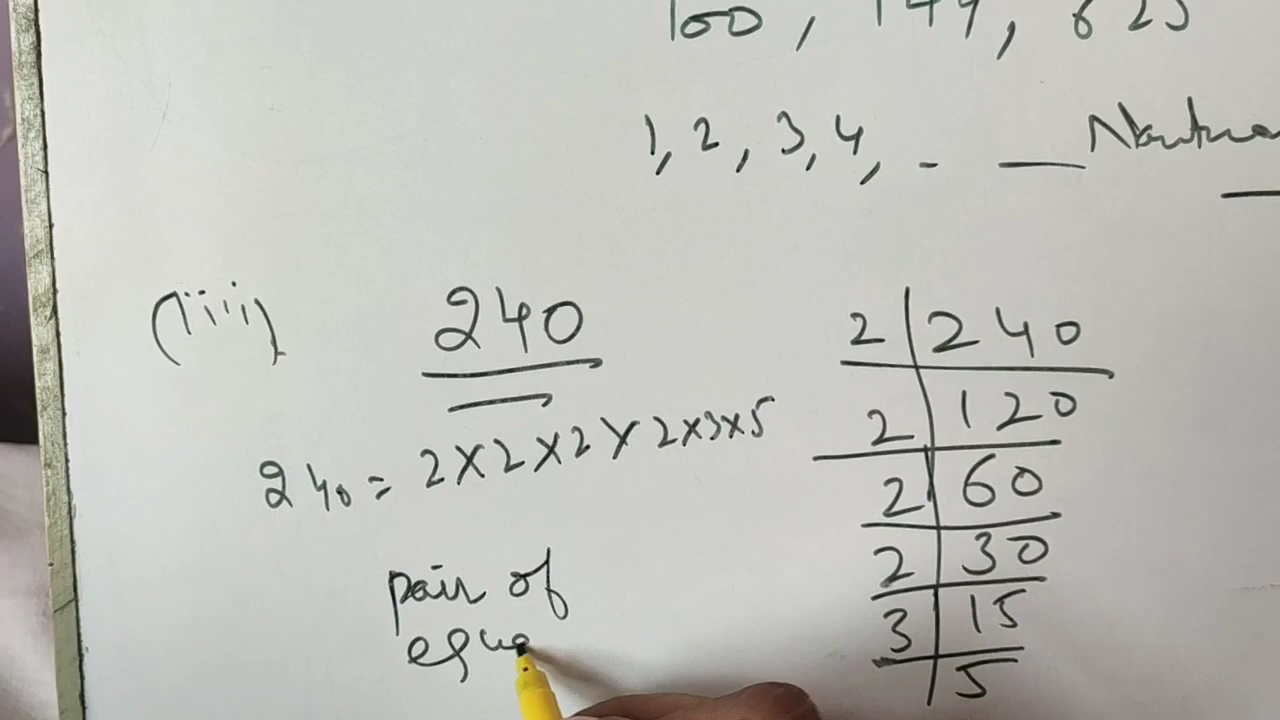 100, 144, 625
1, 2, 3, 4, - —
(iii) 240
240 = 2×2×2×2×3×5
pair of
2 | 240
2 | 120
2 | 60
2 | 30
3 | 15
5